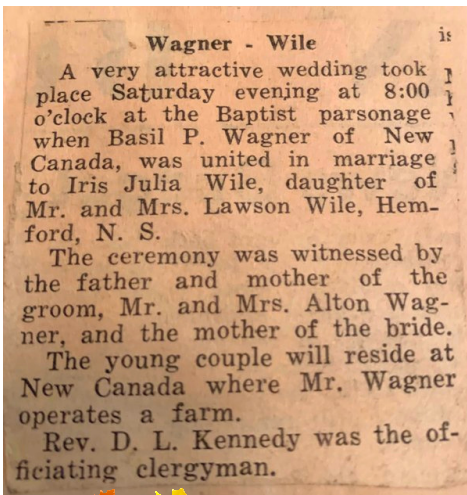 Wagner - Wile
A very attractive wedding took
place Saturday evening at 8:00
o'clock at the Baptist parsonage
when Basil P. Wagner of New
Canada, was united in marriage
to Iris Julia Wile, daughter of
Mr. and Mrs. Lawson Wile, Hem-
ford, N. S.
The ceremony was witnessed by
the father and mother of the
groom, Mr. and Mrs. Alton Wag-
ner, and the mother of the bride.
The young couple will reside at
New Canada where Mr. Wagner
operates a farm.
Rev. D. L. Kennedy was the of-
ficiating clergyman.